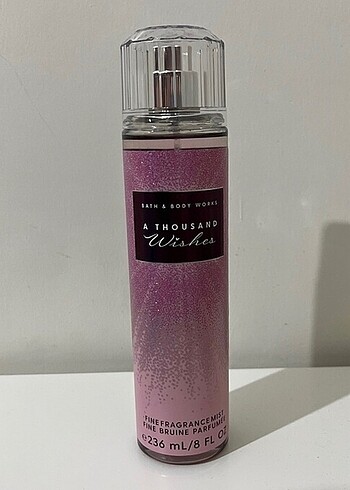 BATH & BODY WORKS
A THOUSAND
Wishes
FINE FRAGRANCE MIST
FINE BRUINE PARFUMÉE
℮236 mL/8 FL OZ